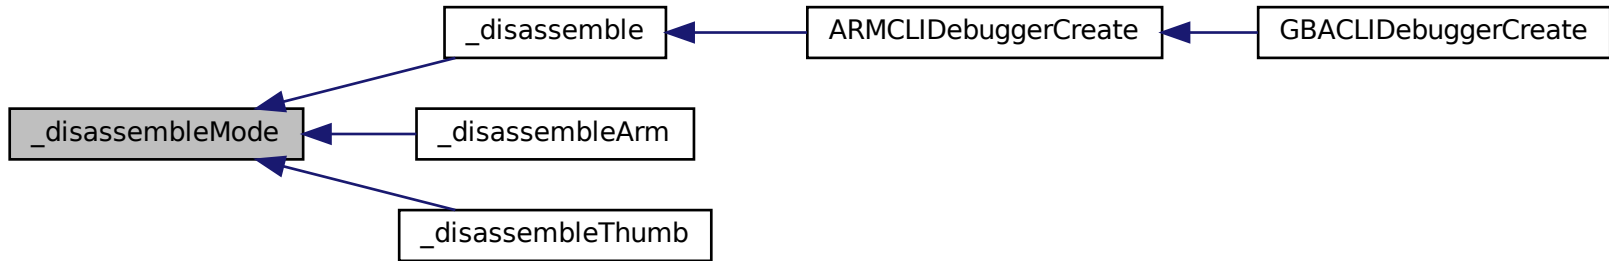 _disassemble
ARMCLIDebuggerCreate
GBACLIDebuggerCreate
_disassembleMode
_disassembleArm
_disassembleThumb